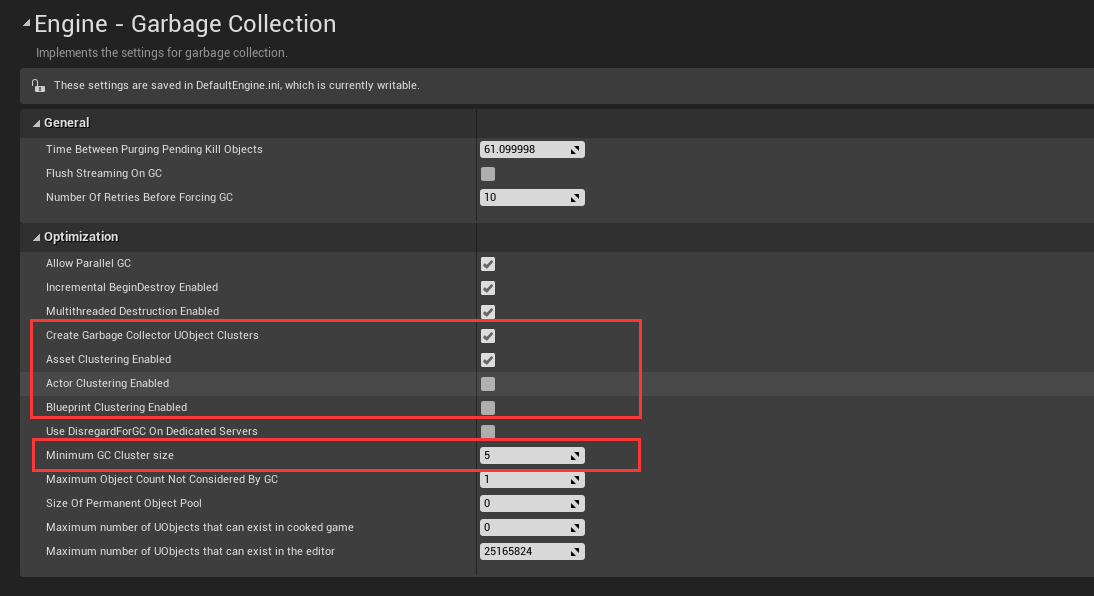 Engine - Garbage Collection
Implements the settings for garbage collection.
These settings are saved in DefaultEngine.ini, which is currently writable.
General
Time Between Purging Pending Kill Objects 61.099998
Flush Streaming On GC
Number Of Retries Before Forcing GC 10
Optimization
Allow Parallel GC
Incremental BeginDestroy Enabled
Multithreaded Destruction Enabled
Create Garbage Collector UObject Clusters
Asset Clustering Enabled
Actor Clustering Enabled
Blueprint Clustering Enabled
Use DisregardForGC On Dedicated Servers
Minimum GC Cluster size 5
Maximum Object Count Not Considered By GC 1
Size Of Permanent Object Pool 0
Maximum number of UObjects that can exist in cooked game 0
Maximum number of UObjects that can exist in the editor 25165824